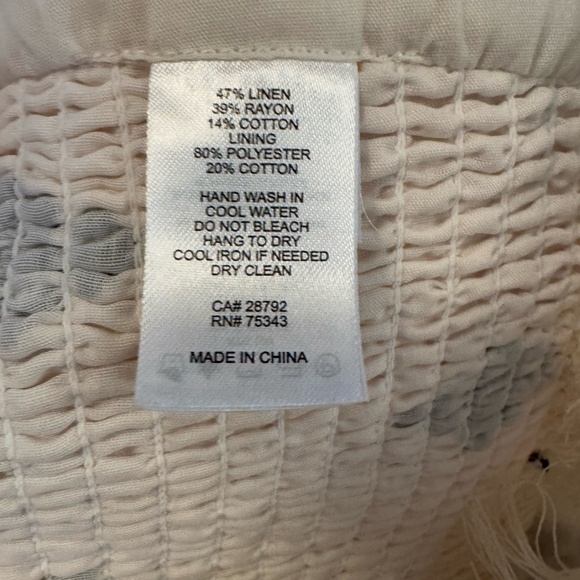 47% LINEN
39% RAYON
14% COTTON
LINING
80% POLYESTER
20% COTTON
HAND WASH IN
COOL WATER
DO NOT BLEACH
HANG TO DRY
COOL IRON IF NEEDED
DRY CLEAN
CA# 28792
RN# 75343
MADE IN CHINA